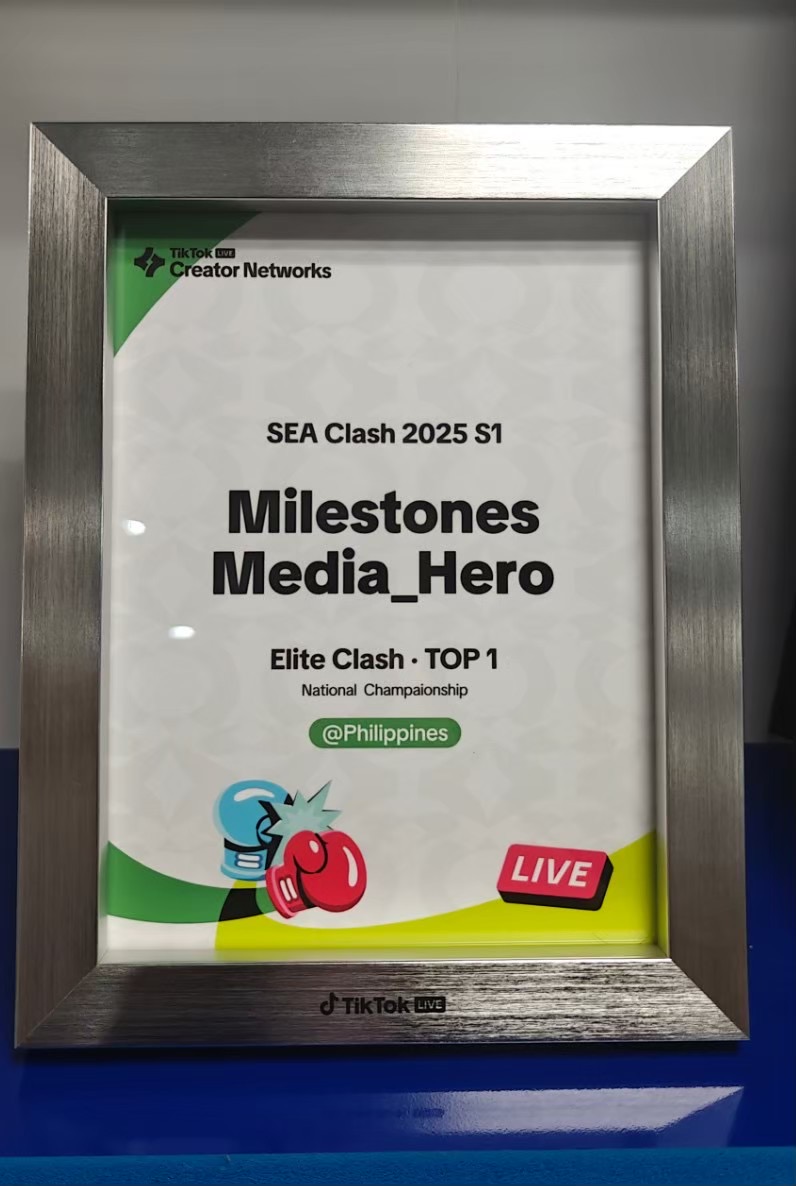 TikTok LIVE
Creator Networks
SEA Clash 2025 S1
Milestones
Media_Hero
Elite Clash · TOP 1
National Champaionship
@Philippines
LIVE
TikTok LIVE